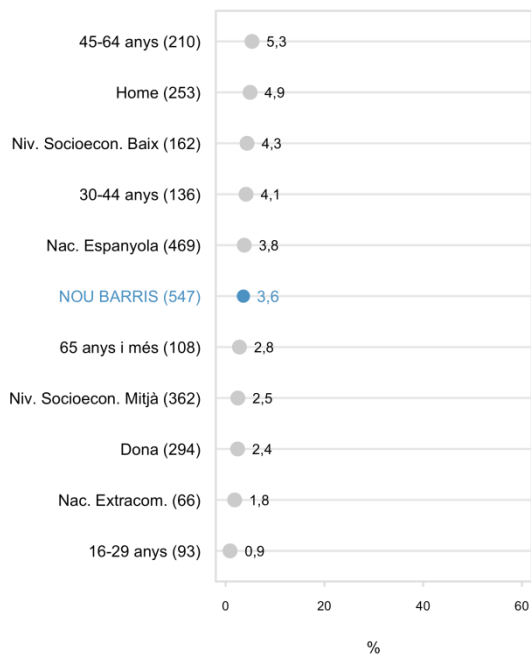 45-64 anys (210) 5,3
Home (253) 4,9
Niv. Socioecon. Baix (162) 4,3
30-44 anys (136) 4,1
Nac. Espanyola (469) 3,8
NOU BARRIS (547) 3,6
65 anys i més (108) 2,8
Niv. Socioecon. Mitjà (362) 2,5
Dona (294) 2,4
Nac. Extracom. (66) 1,8
16-29 anys (93) 0,9
0 20 40 60
%